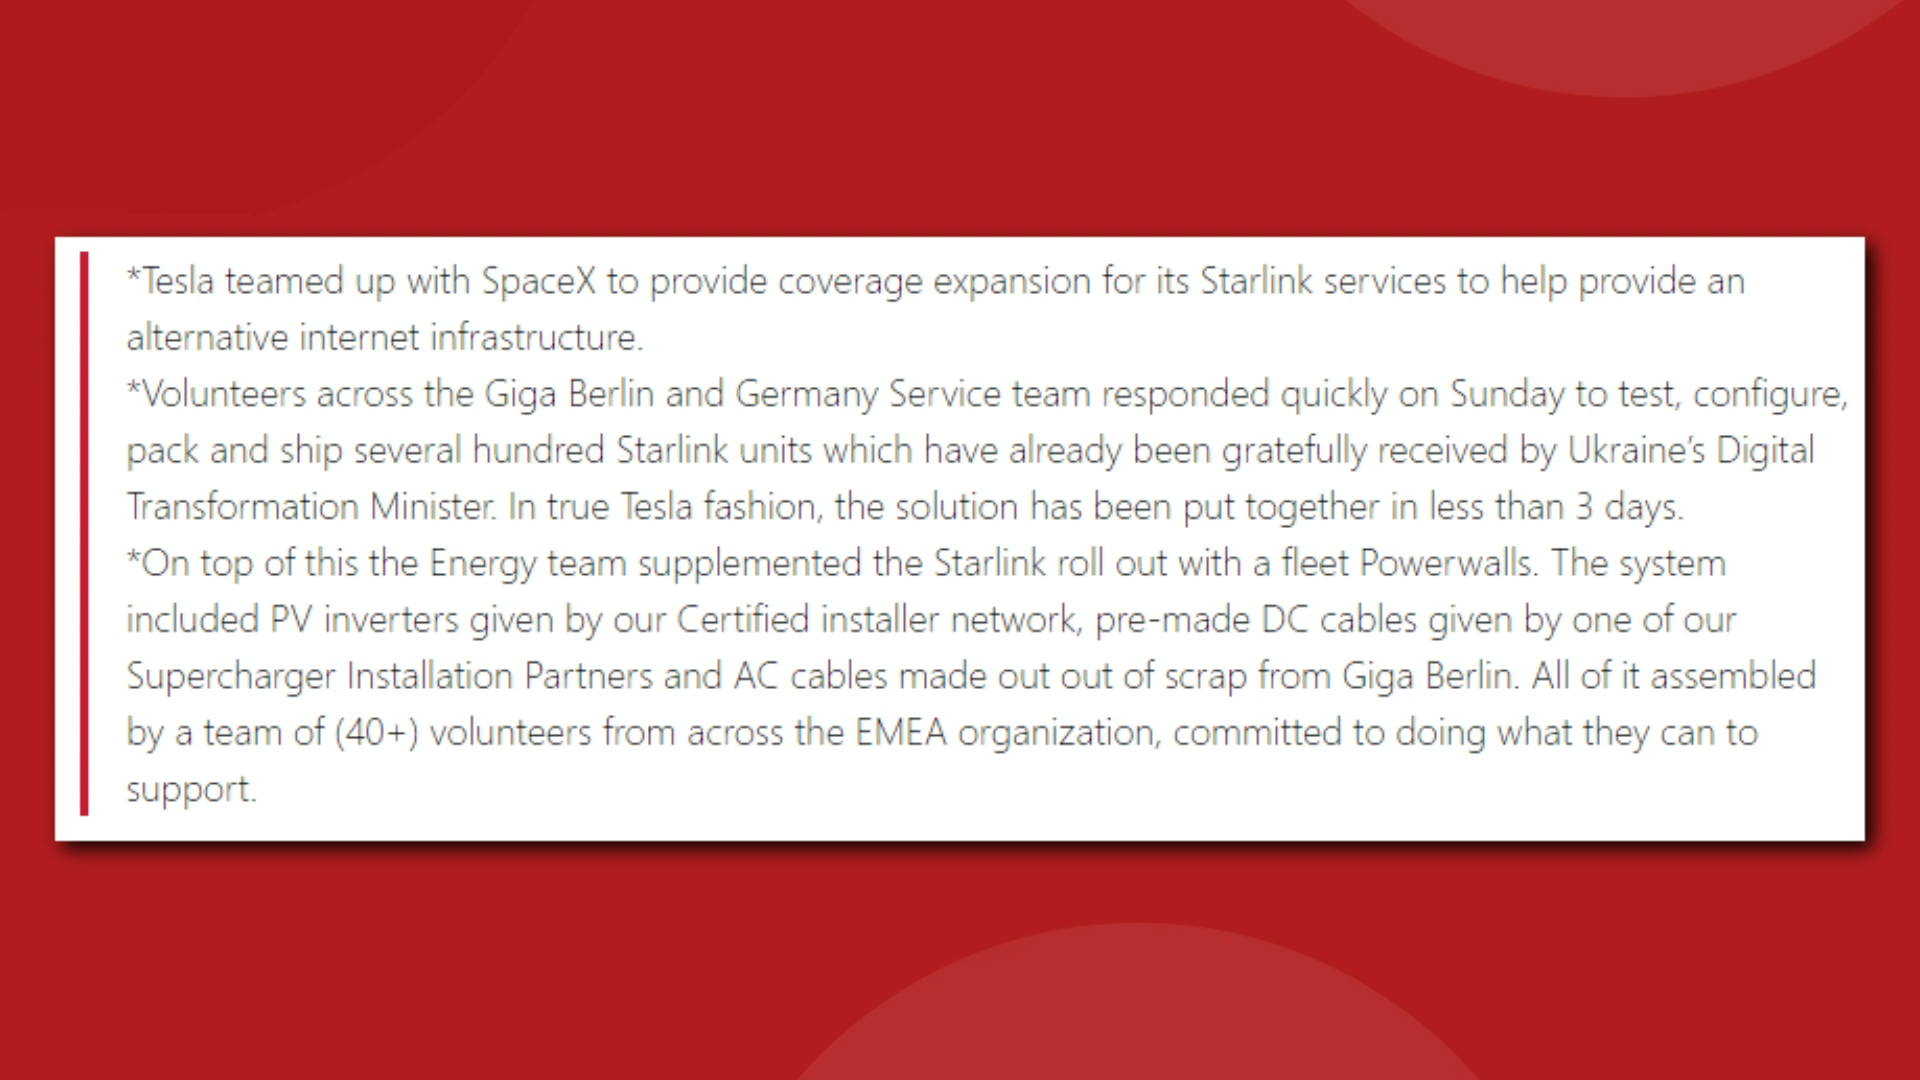 *Tesla teamed up with SpaceX to provide coverage expansion for its Starlink services to help provide an
alternative internet infrastructure.
*Volunteers across the Giga Berlin and Germany Service team responded quickly on Sunday to test, configure,
pack and ship several hundred Starlink units which have already been gratefully received by Ukraine’s Digital
Transformation Minister. In true Tesla fashion, the solution has been put together in less than 3 days.
*On top of this the Energy team supplemented the Starlink roll out with a fleet Powerwalls. The system
included PV inverters given by our Certified installer network, pre-made DC cables given by one of our
Supercharger Installation Partners and AC cables made out out of scrap from Giga Berlin. All of it assembled
by a team of (40+) volunteers from across the EMEA organization, committed to doing what they can to
support.